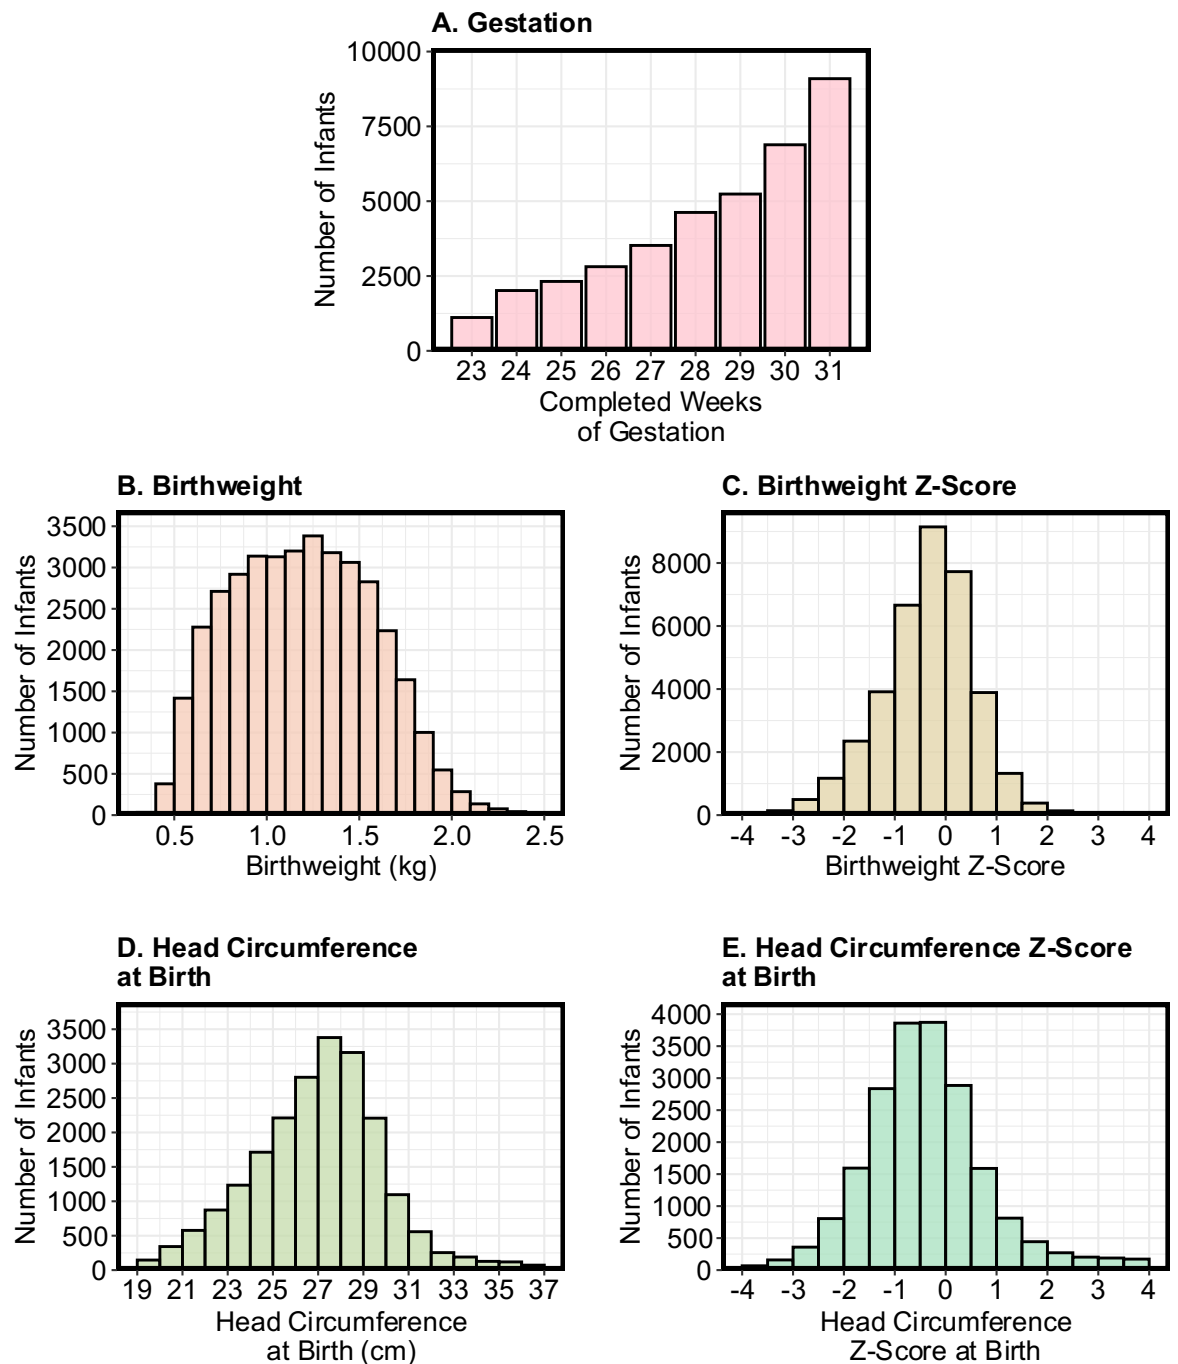 A. Gestation
Number of Infants
10000
7500
5000
2500
0
23 24 25 26 27 28 29 30 31
Completed Weeks
of Gestation
B. Birthweight
Number of Infants
3500
3000
2500
2000
1500
1000
500
0
0.5 1.0 1.5 2.0 2.5
Birthweight (kg)
C. Birthweight Z-Score
Number of Infants
8000
6000
4000
2000
0
-4 -3 -2 -1 0 1 2 3 4
Birthweight Z-Score
D. Head Circumference
at Birth
Number of Infants
3500
3000
2500
2000
1500
1000
500
0
19 21 23 25 27 29 31 33 35 37
Head Circumference
at Birth (cm)
E. Head Circumference Z-Score
at Birth
Number of Infants
4000
3500
3000
2500
2000
1500
1000
500
0
-4 -3 -2 -1 0 1 2 3 4
Head Circumference
Z-Score at Birth